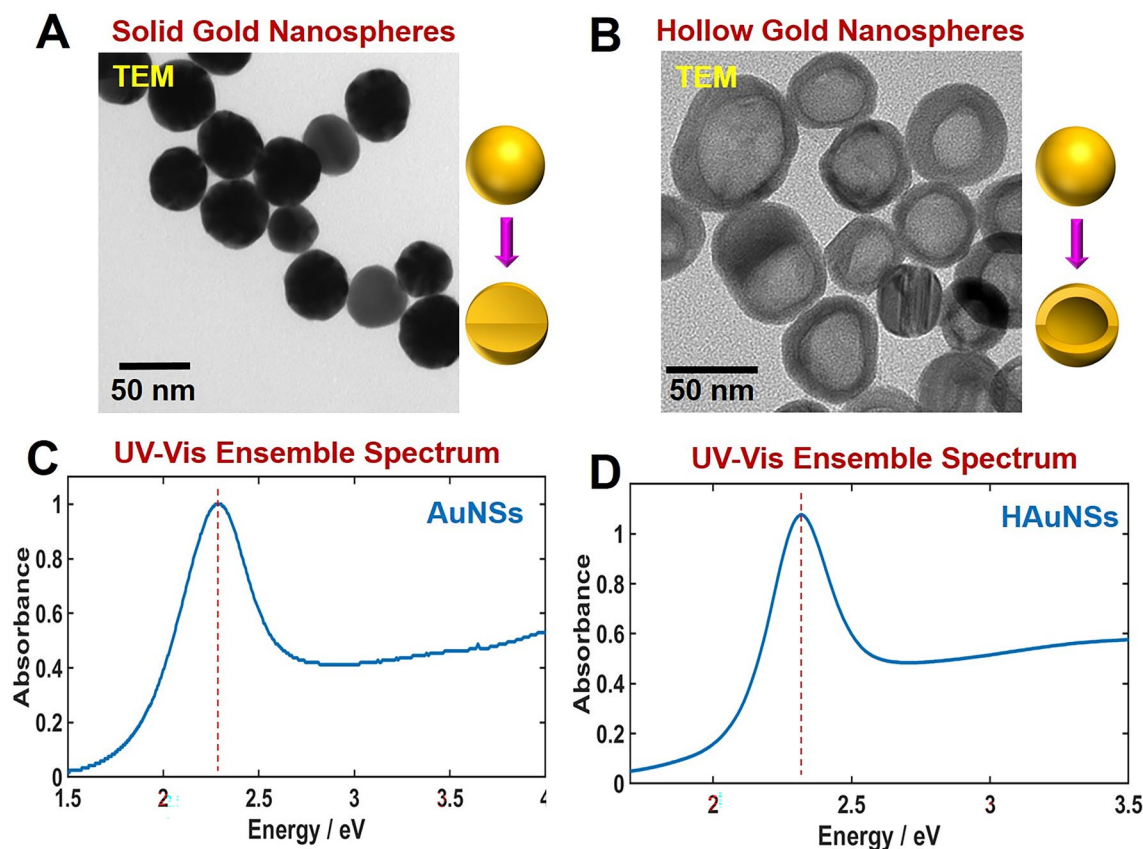 A
Solid Gold Nanospheres
TEM
50 nm
B
Hollow Gold Nanospheres
TEM
50 nm
C
UV-Vis Ensemble Spectrum
AuNSs
Absorbance
1
0.8
0.6
0.4
0.2
0
1.5 2 2.5 3 3.5 4
Energy / eV
D
UV-Vis Ensemble Spectrum
HAuNSs
Absorbance
1
0.8
0.6
0.4
0.2
0
2 2.5 3 3.5
Energy / eV